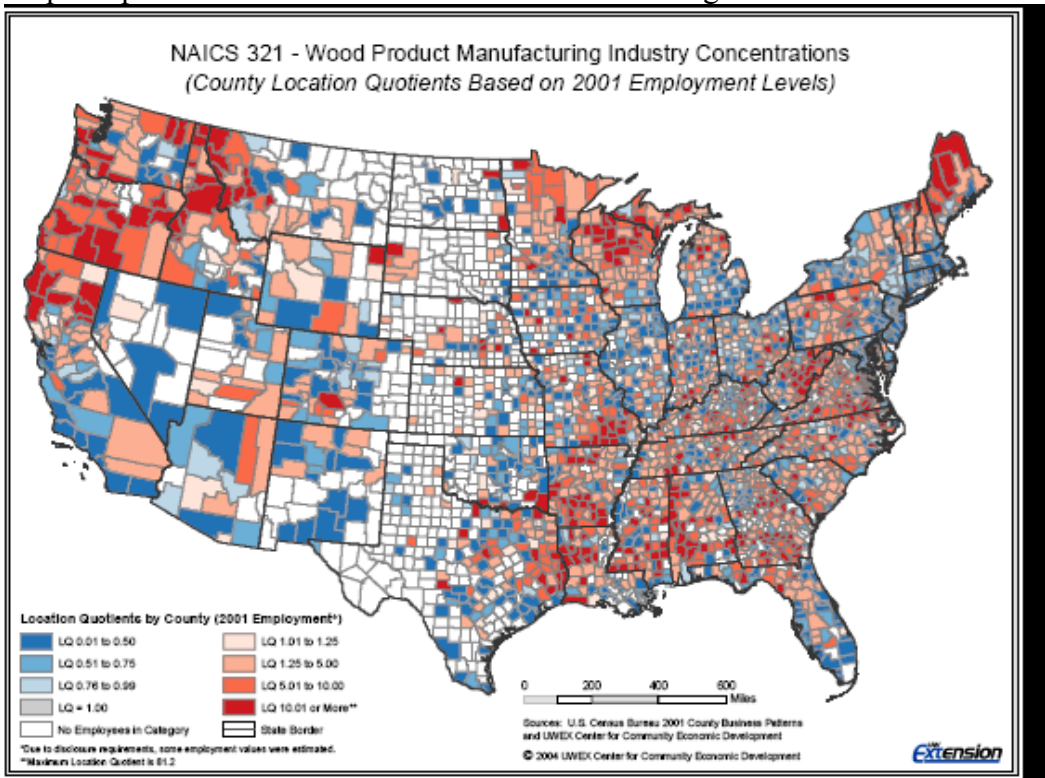 NAICS 321 - Wood Product Manufacturing Industry Concentrations
(County Location Quotients Based on 2001 Employment Levels)
Location Quotients by County (2001 Employment*)
LQ 0.01 to 0.50
LQ 0.51 to 0.75
LQ 0.76 to 0.99
LQ = 1.00
No Employees in Category
LQ 1.01 to 1.25
LQ 1.25 to 5.00
LQ 5.01 to 10.00
LQ 10.01 or More**
State Border
*Due to disclosure requirements, some employment values were estimated.
**Maximum Location Quotient is 81.2
0 200 400 600
Miles
Sources: U.S. Census Bureau 2001 County Business Patterns
and UWEX Center for Community Economic Development
© 2004 UWEX Center for Community Economic Development
UW
Extension